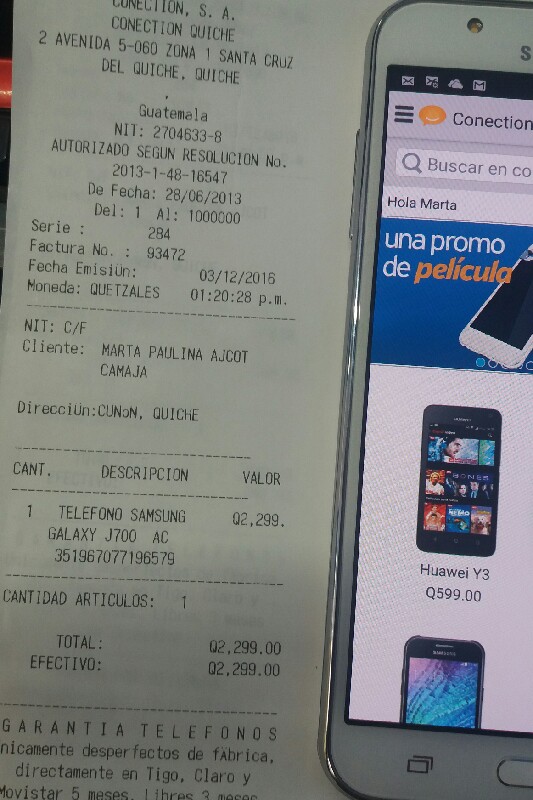 CONECTION, S. A.
CONECTION QUICHE
2 AVENIDA 5-060 ZONA 1 SANTA CRUZ
DEL QUICHE, QUICHE
,
Guatemala
NIT: 2704633-8
AUTORIZADO SEGUN RESOLUCION No.
2013-1-48-16547
De Fecha: 28/06/2013
Del: 1 Al: 1000000
Serie : 284
Factura No. : 93472
Fecha Emisiün: 03/12/2016
Moneda: QUETZALES 01:20:28 p.m.
NIT: C/F
Cliente: MARTA PAULINA AJCOT
CAMAJA
Direcciün:CUNöN, QUICHE
CANT. DESCRIPCION VALOR
1 TELEFONO SAMSUNG Q2,299.
GALAXY J700 AC
351967077196579
CANTIDAD ARTICULOS: 1
TOTAL: Q2,299.00
EFECTIVO: Q2,299.00
GARANTIA TELEFONOS
nicamente desperfectos de fàbrica,
directamente en Tigo, Claro y
Movistar 5 meses. Libres 3 meses
S
Conection
Buscar en co
Hola Marta
una promo
de película
Huawei Y3
Q599.00
SAMSUNG